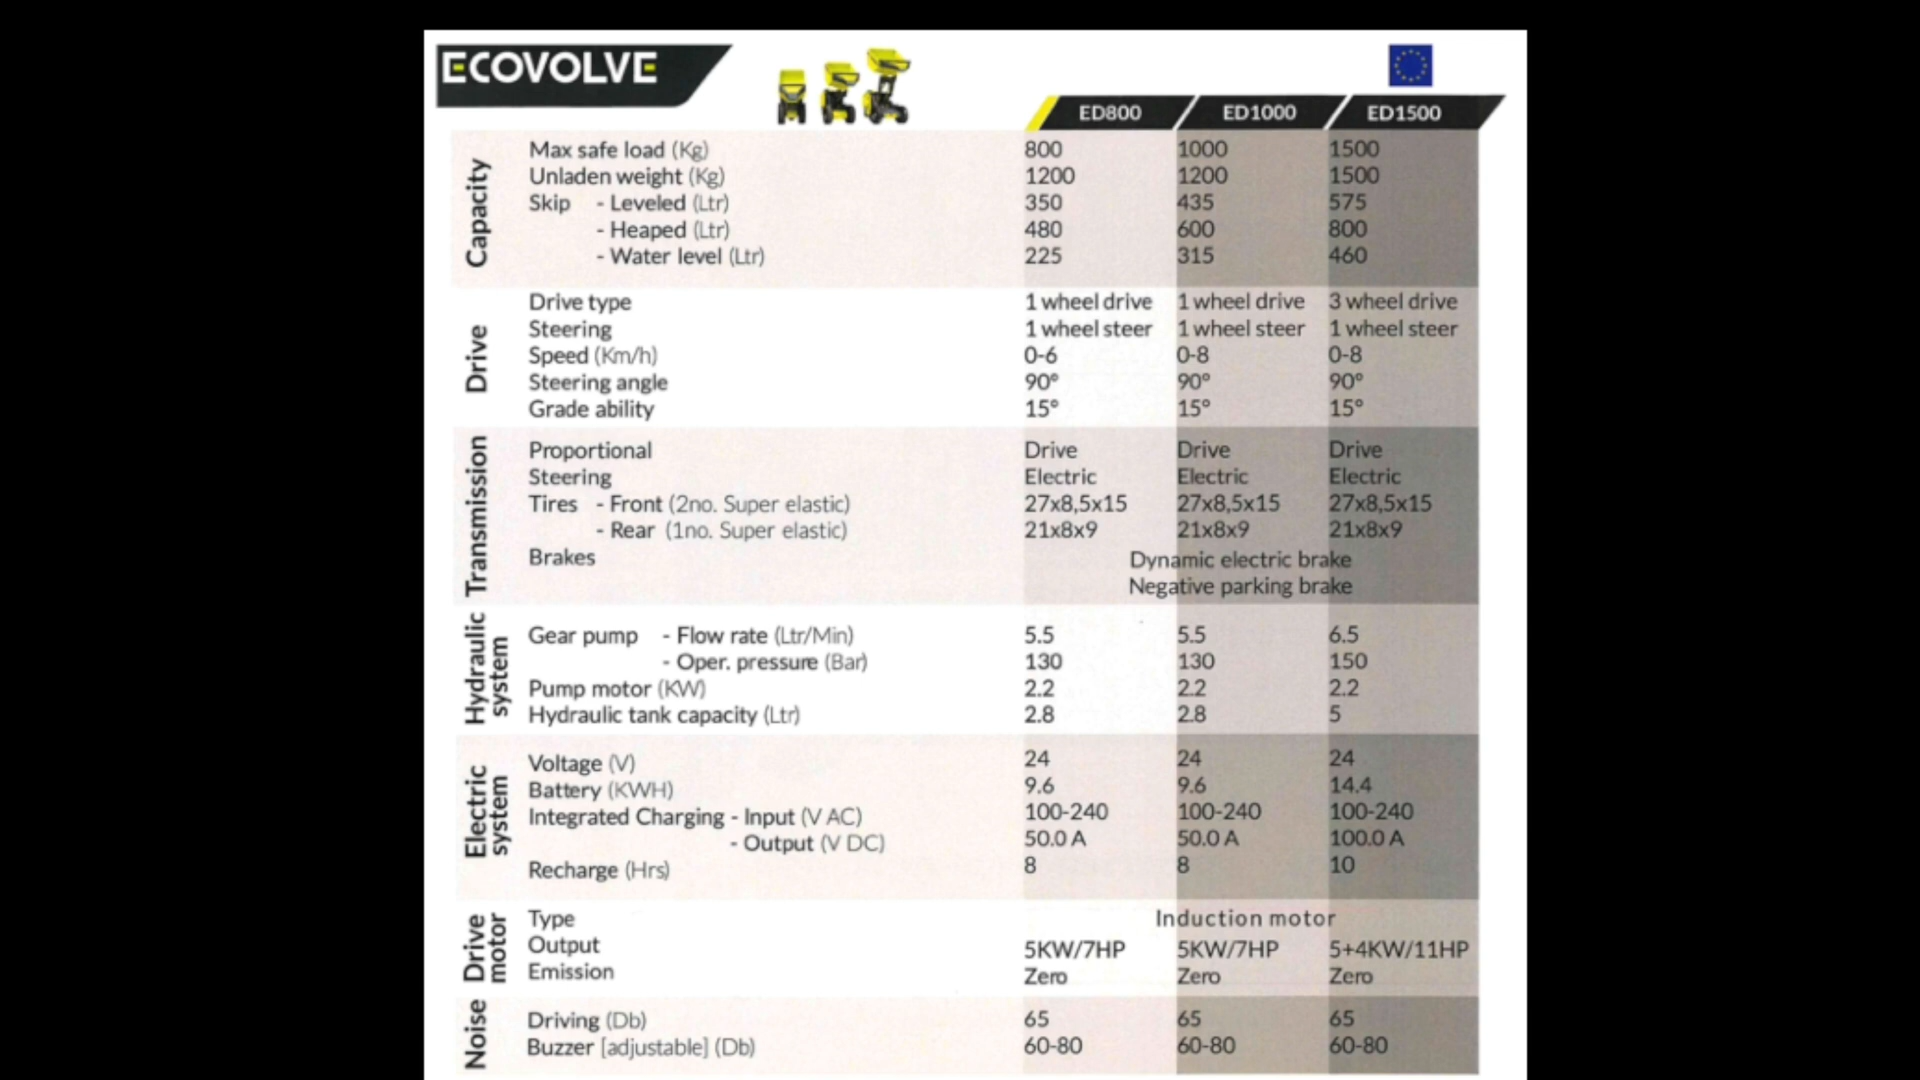 ECOVOLVE
ED800 ED1000 ED1500
Capacity
Max safe load (Kg) 800 1000 1500
Unladen weight (Kg) 1200 1200 1500
Skip - Leveled (Ltr) 350 435 575
- Heaped (Ltr) 480 600 800
- Water level (Ltr) 225 315 460
Drive
Drive type 1 wheel drive 1 wheel drive 3 wheel drive
Steering 1 wheel steer 1 wheel steer 1 wheel steer
Speed (Km/h) 0-6 0-8 0-8
Steering angle 90° 90° 90°
Grade ability 15° 15° 15°
Transmission
Proportional Drive Drive Drive
Steering Electric Electric Electric
Tires - Front (2no. Super elastic) 27x8,5x15 27x8,5x15 27x8,5x15
- Rear (1no. Super elastic) 21x8x9 21x8x9 21x8x9
Brakes Dynamic electric brake
Negative parking brake
Hydraulic
system
Gear pump - Flow rate (Ltr/Min) 5.5 5.5 6.5
- Oper. pressure (Bar) 130 130 150
Pump motor (KW) 2.2 2.2 2.2
Hydraulic tank capacity (Ltr) 2.8 2.8 5
Electric
system
Voltage (V) 24 24 24
Battery (KWH) 9.6 9.6 14.4
Integrated Charging - Input (V AC) 100-240 100-240 100-240
- Output (V DC) 50.0 A 50.0 A 100.0 A
Recharge (Hrs) 8 8 10
Drive
motor
Type Induction motor
Output 5KW/7HP 5KW/7HP 5+4KW/11HP
Emission Zero Zero Zero
Noise
Driving (Db) 65 65 65
Buzzer [adjustable] (Db) 60-80 60-80 60-80